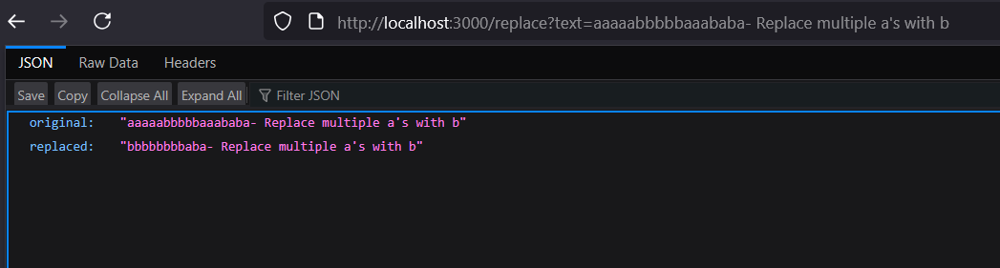 http://localhost:3000/replace?text=aaaaabbbbbaaababa- Replace multiple a's with b
JSON Raw Data Headers
Save Copy Collapse All Expand All Filter JSON
original: "aaaaabbbbbaaababa- Replace multiple a's with b"
replaced: "bbbbbbbbaba- Replace multiple a's with b"